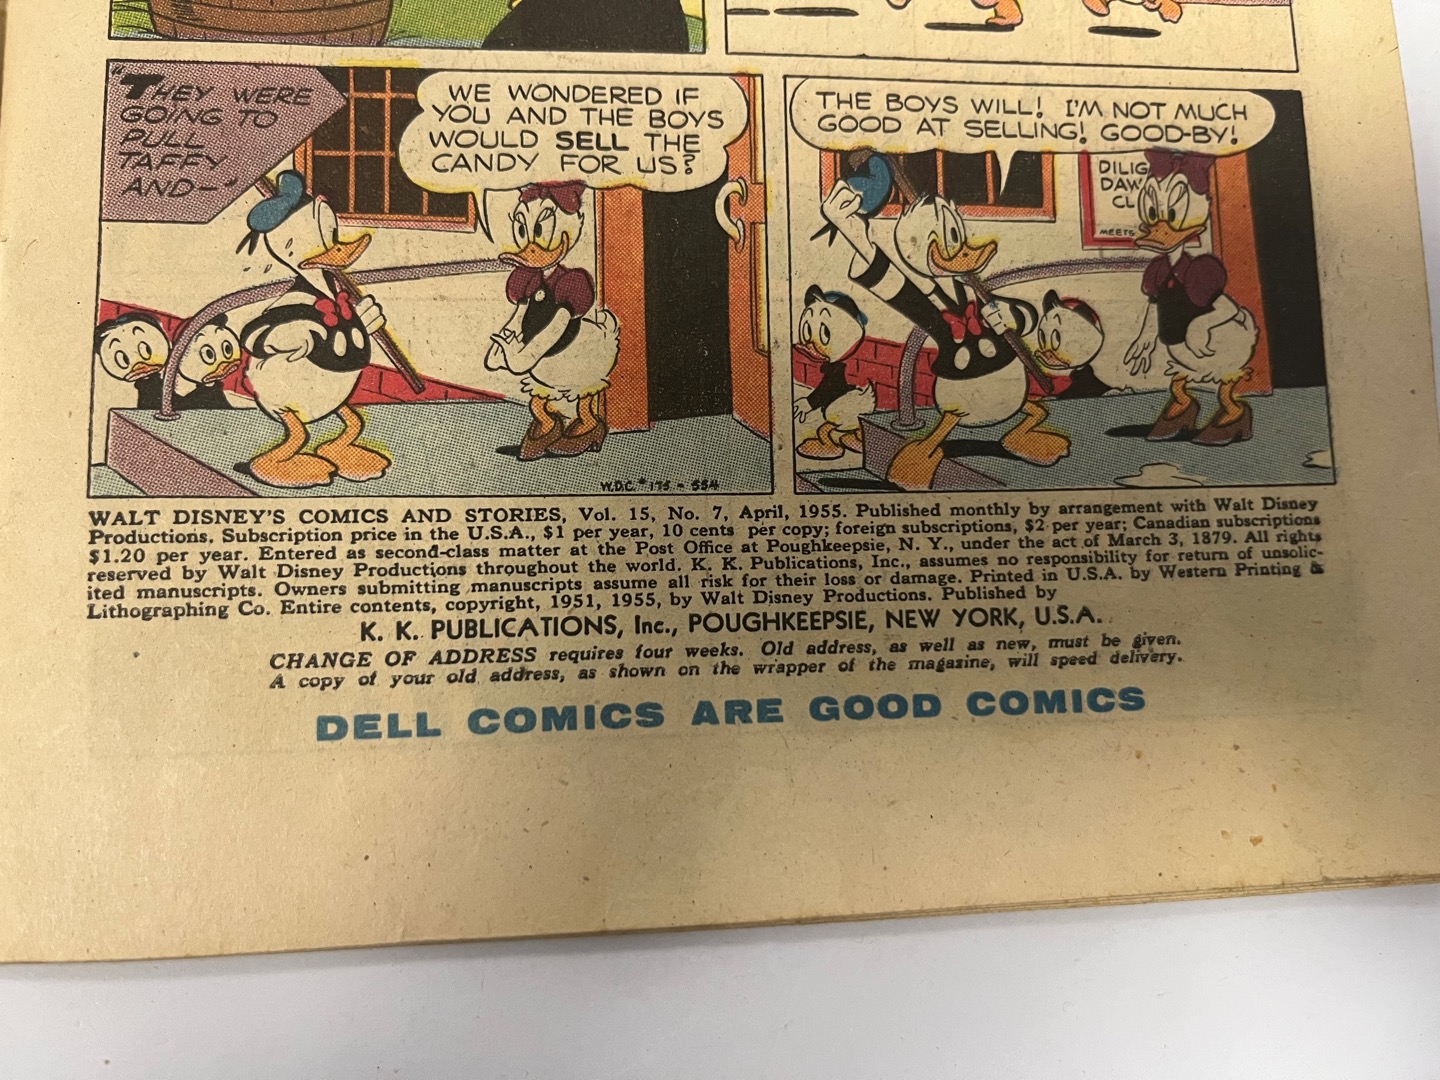 "THEY WERE
GOING TO
PULL
TAFFY
AND—"
WE WONDERED IF
YOU AND THE BOYS
WOULD SELL THE
CANDY FOR US?
W.D.C. #175 - 554
THE BOYS WILL! I'M NOT MUCH
GOOD AT SELLING! GOOD-BY!
DILIG
DAW
CL
MEETS
WALT DISNEY'S COMICS AND STORIES, Vol. 15, No. 7, April, 1955. Published monthly by arrangement with Walt Disney
Productions. Subscription price in the U.S.A., $1 per year, 10 cents per copy; foreign subscriptions, $2 per year; Canadian subscriptions
$1.20 per year. Entered as second-class matter at the Post Office at Poughkeepsie, N. Y., under the act of March 3, 1879. All rights
reserved by Walt Disney Productions throughout the world. K. K. Publications, Inc., assumes no responsibility for return of unsolic-
ited manuscripts. Owners submitting manuscripts assume all risk for their loss or damage. Printed in U.S.A. by Western Printing &
Lithographing Co. Entire contents, copyright, 1951, 1955, by Walt Disney Productions. Published by
K. K. PUBLICATIONS, Inc., POUGHKEEPSIE, NEW YORK, U.S.A.
CHANGE OF ADDRESS requires four weeks. Old address, as well as new, must be given.
A copy of your old address, as shown on the wrapper of the magazine, will speed delivery.
DELL COMICS ARE GOOD COMICS